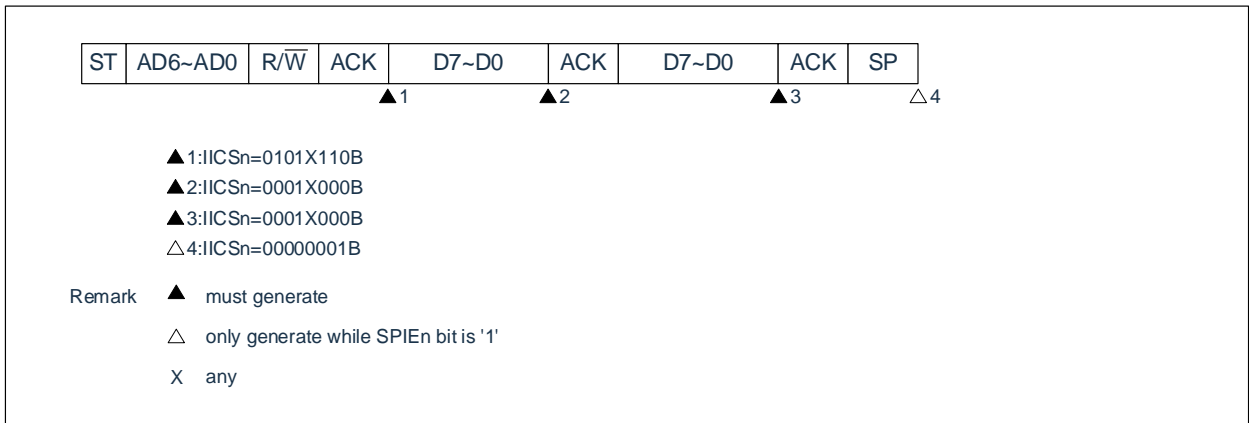 ST AD6~AD0 R/W̅ ACK D7~D0 ACK D7~D0 ACK SP
▲1 ▲2 ▲3 △4
▲1:IICSn=0101X110B
▲2:IICSn=0001X000B
▲3:IICSn=0001X000B
△4:IICSn=00000001B
Remark ▲ must generate
△ only generate while SPIEn bit is '1'
X any